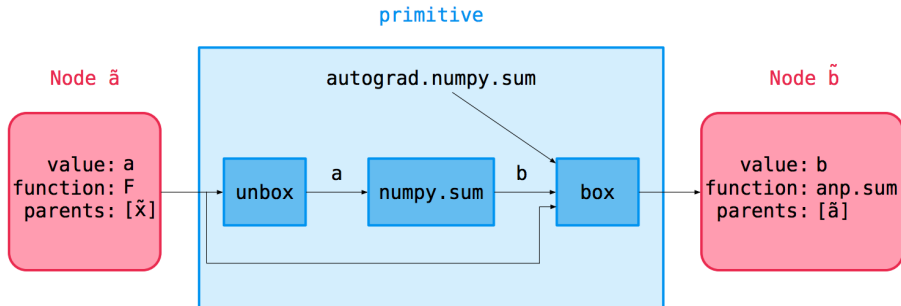 primitive
Node ã
Node b̃
autograd.numpy.sum
value: a
function: F
parents: [x̃]
unbox
a
numpy.sum
b
box
value: b
function: anp.sum
parents: [ã]